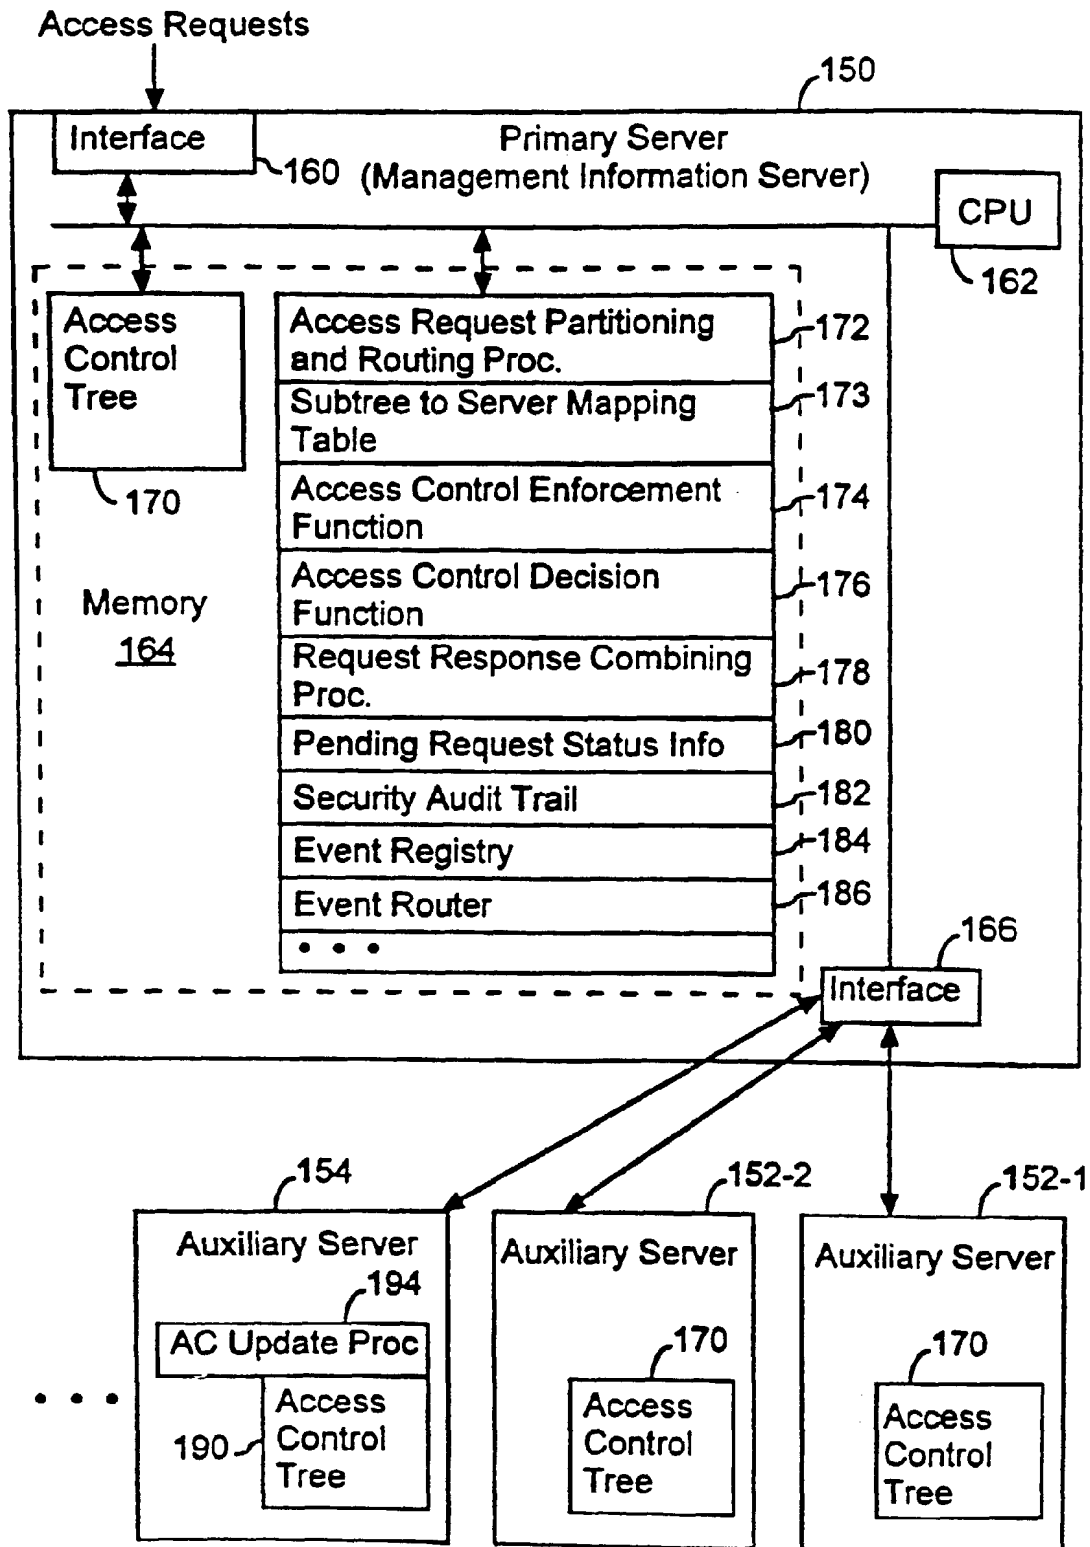 Access Requests
150
Interface
160
Primary Server
(Management Information Server)
CPU
162
Access
Control
Tree
170
Memory
164
Access Request Partitioning
and Routing Proc.
172
Subtree to Server Mapping
Table
173
Access Control Enforcement
Function
174
Access Control Decision
Function
176
Request Response Combining
Proc.
178
Pending Request Status Info
180
Security Audit Trail
182
Event Registry
184
Event Router
186
• • •
166
Interface
154
Auxiliary Server
194
AC Update Proc
Access
Control
Tree
190
• • •
152-2
Auxiliary Server
170
Access
Control
Tree
152-1
Auxiliary Server
170
Access
Control
Tree